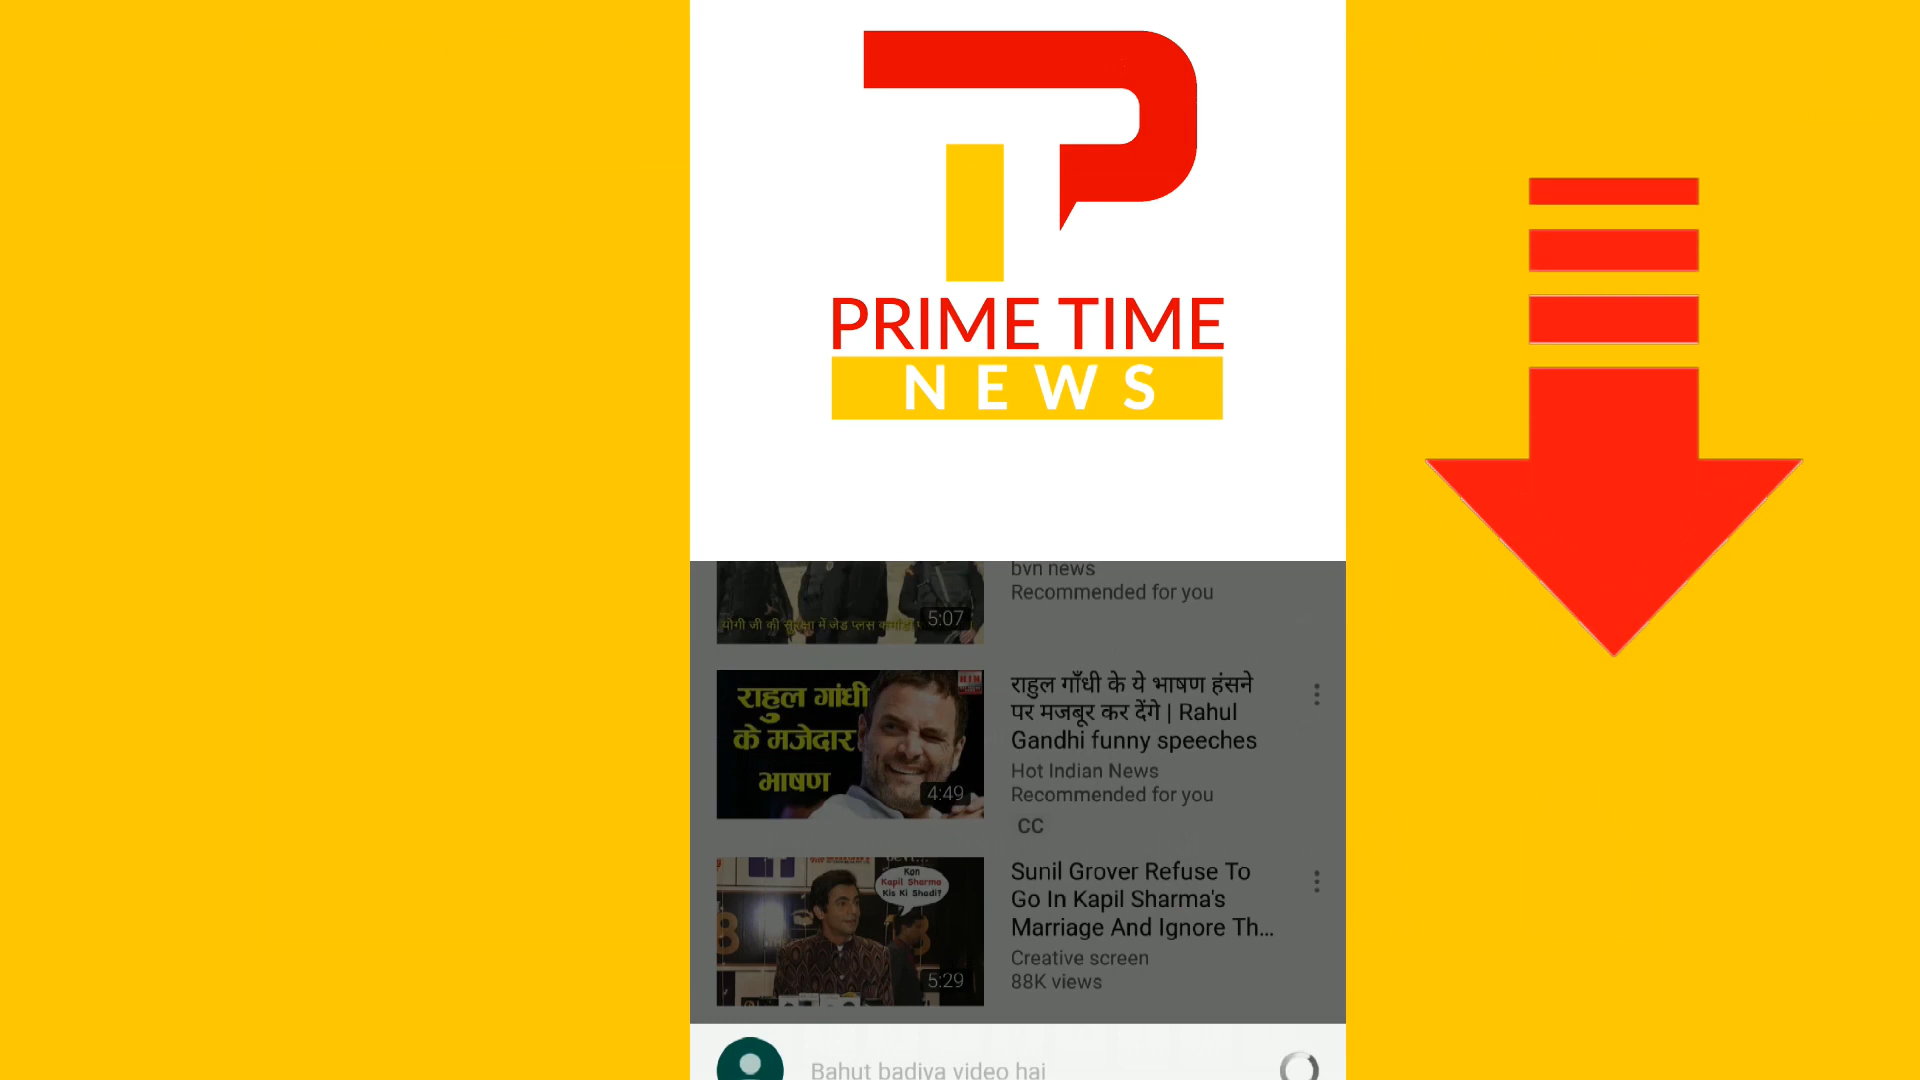 PRIME TIME
NEWS
bvn news
Recommended for you
योगी जी की सुरक्षा में जेड प्लस
5:07
राहुल गांधी
के मजेदार
भाषण
4:49
राहुल गाँधी के ये भाषण हंसने
पर मजबूर कर देंगे | Rahul
Gandhi funny speeches
Hot Indian News
Recommended for you
CC
Kon
Kapil Sharma
Kis Ki Shadi?
5:29
Sunil Grover Refuse To
Go In Kapil Sharma's
Marriage And Ignore Th...
Creative screen
88K views
Bahut badiya video hai